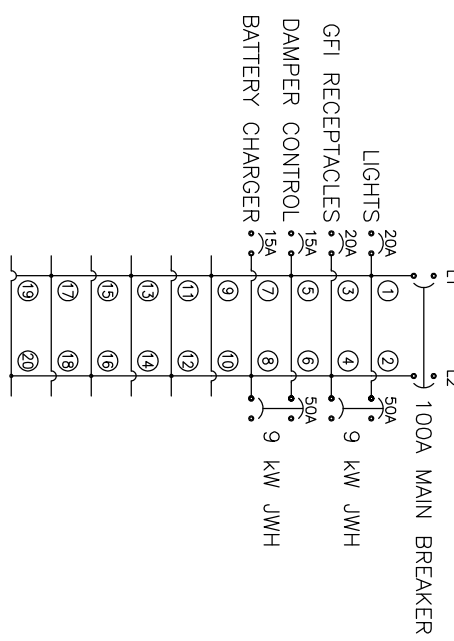 L1
L2
100A MAIN BREAKER
LIGHTS
20A
1
2
50A
GFI RECEPTACLES
20A
3
4
9 kW JWH
DAMPER CONTROL
15A
5
6
50A
BATTERY CHARGER
15A
7
8
9 kW JWH
9
10
11
12
13
14
15
16
17
18
19
20